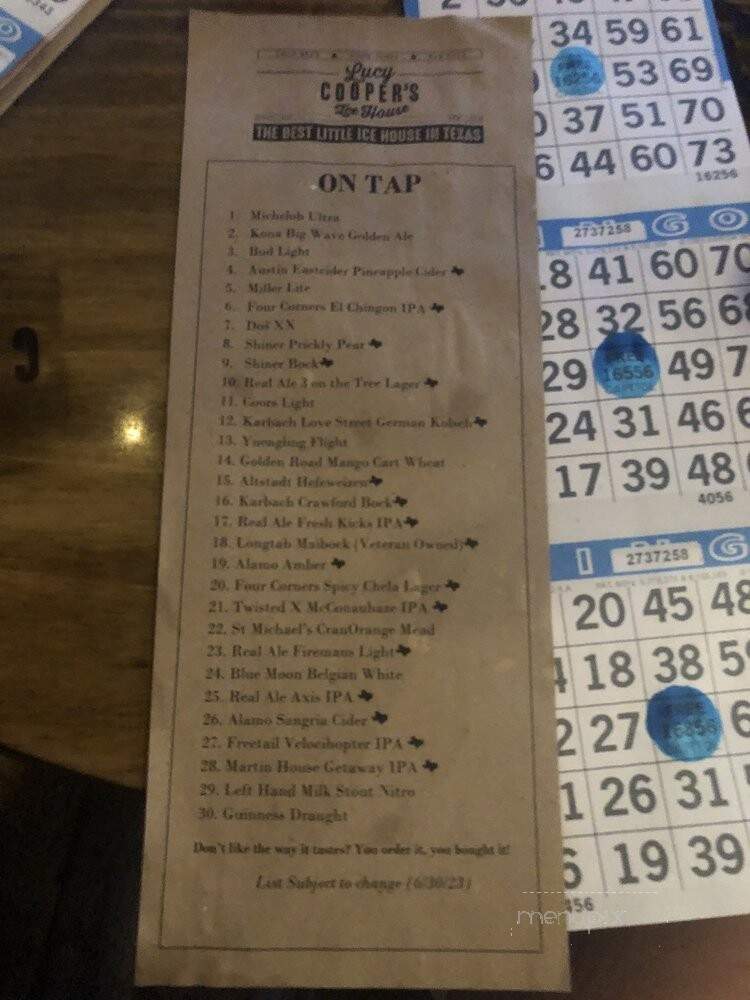 Lucy
COOPER'S
Ice House
THE BEST LITTLE ICE HOUSE IN TEXAS
ON TAP
1. Michelob Ultra
2. Kona Big Wave Golden Ale
3. Bud Light
4. Austin Eastcider Pineapple Cider
5. Miller Lite
6. Four Corners El Chingon IPA
7. Dos XX
8. Shiner Prickly Pear
9. Shiner Bock
10. Real Ale 3 on the Tree Lager
11. Coors Light
12. Karbach Love Street German Kolsch
13. Yuengling Flight
14. Golden Road Mango Cart Wheat
15. Altstadt Hefeweizen
16. Karbach Crawford Bock
17. Real Ale Fresh Kicks IPA
18. Longtab Maibock (Veteran Owned)
19. Alamo Amber
20. Four Corners Spicy Chela Lager
21. Twisted X McConauhaze IPA
22. St Michael's CranOrange Mead
23. Real Ale Firemans Light
24. Blue Moon Belgian White
25. Real Ale Axis IPA
26. Alamo Sangria Cider
27. Freetail Velocihopter IPA
28. Martin House Getaway IPA
29. Left Hand Milk Stout Nitro
30. Guinness Draught
Don't like the way it tastes? You order it, you bought it!
List Subject to change (6/30/23)
34 59 61
53 69
37 51 70
44 60 73
16256
2737258 G O
41 60 70
28 32 56
29 16556 49
24 31 46
17 39 48
4056
I 2737258 G
20 45 48
18 38
27
26 31
19 39
456
menupix